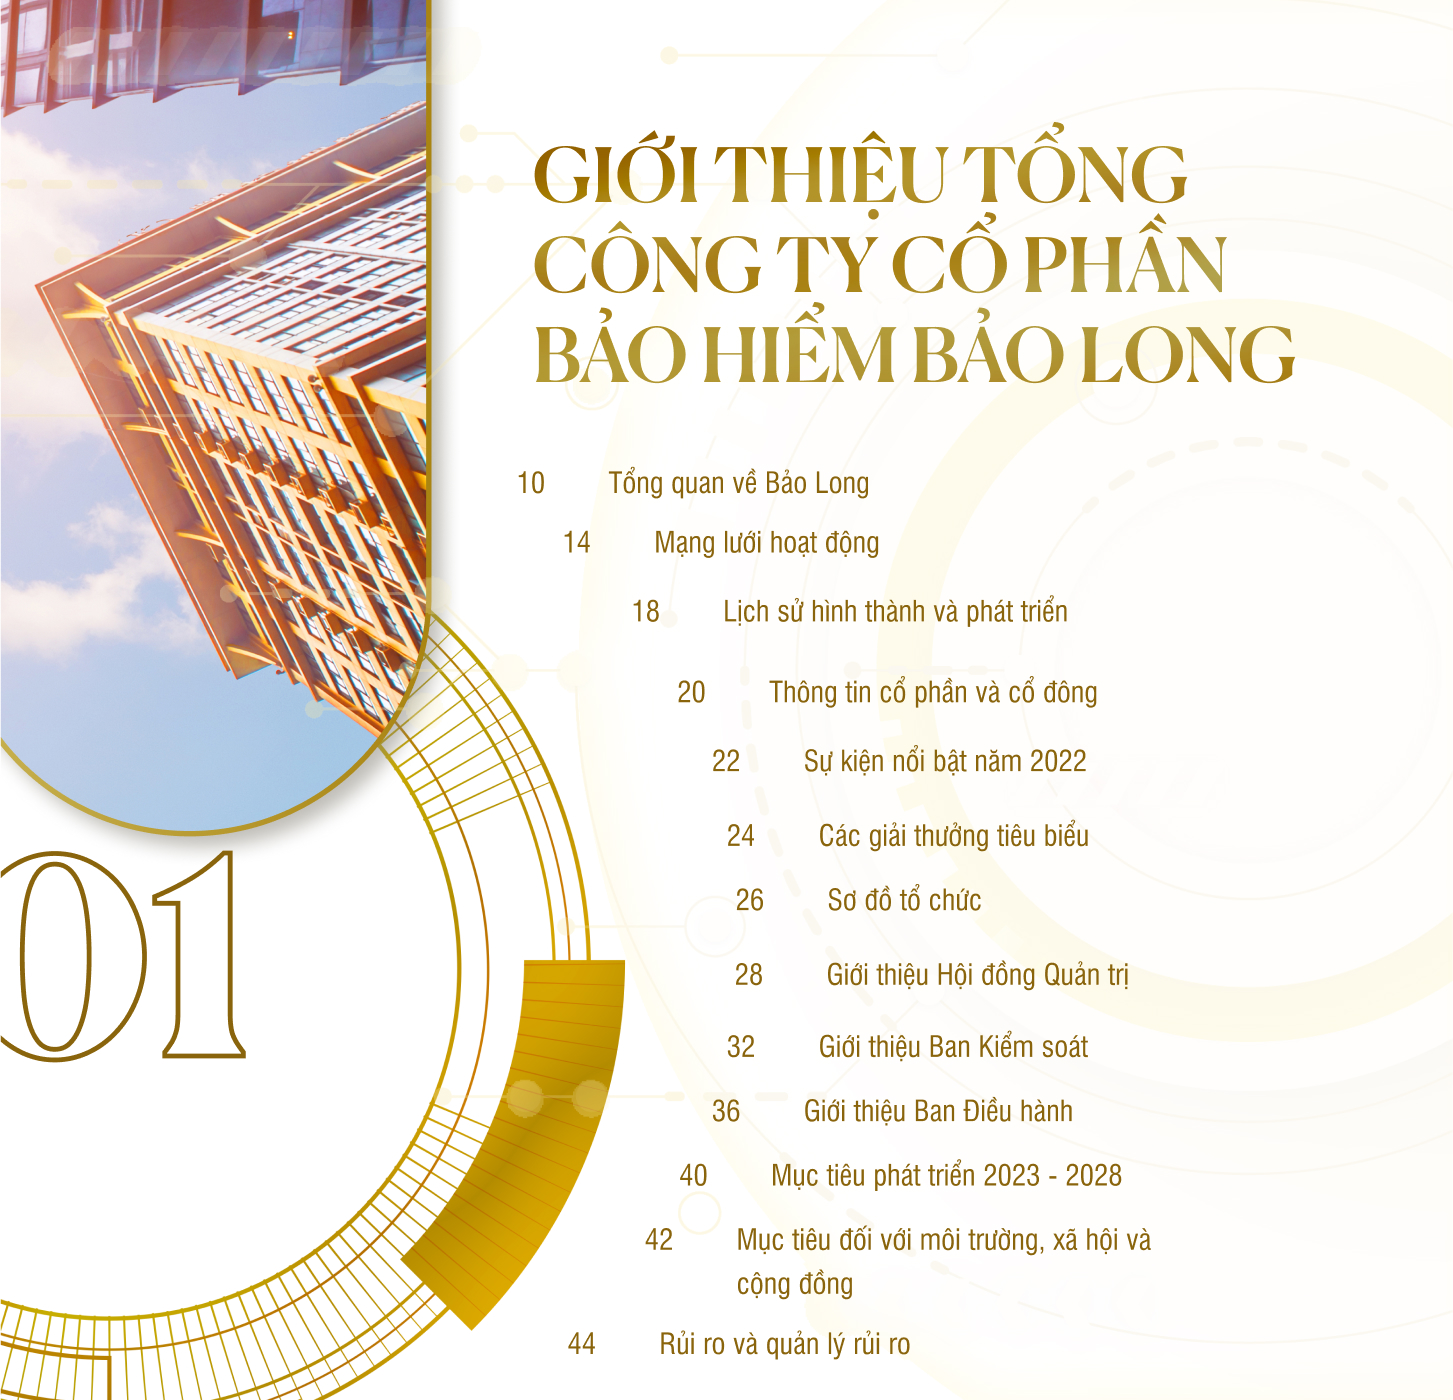 GIỚI THIỆU TỔNG
CÔNG TY CỔ PHẦN
BẢO HIỂM BẢO LONG
10 Tổng quan về Bảo Long
14 Mạng lưới hoạt động
18 Lịch sử hình thành và phát triển
20 Thông tin cổ phần và cổ đông
22 Sự kiện nổi bật năm 2022
24 Các giải thưởng tiêu biểu
26 Sơ đồ tổ chức
28 Giới thiệu Hội đồng Quản trị
32 Giới thiệu Ban Kiểm soát
36 Giới thiệu Ban Điều hành
40 Mục tiêu phát triển 2023 - 2028
42 Mục tiêu đối với môi trường, xã hội và
cộng đồng
44 Rủi ro và quản lý rủi ro
01